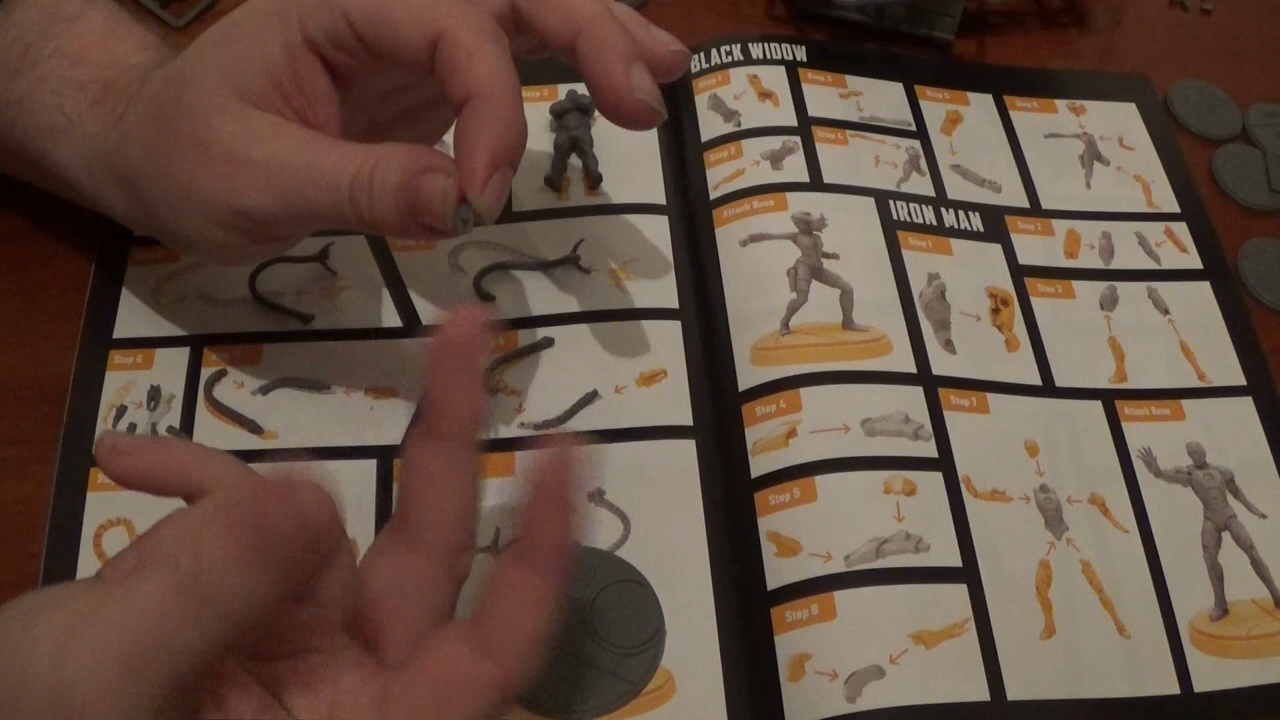 Step 3
Step 6
BLACK WIDOW
Step 1
Step 3
Step 5
Step 6
Step 2
Step 4
Attach Base
IRON MAN
Step 1
Step 2
Step 3
Step 4
Step 7
Attach Base
Step 5
Step 6